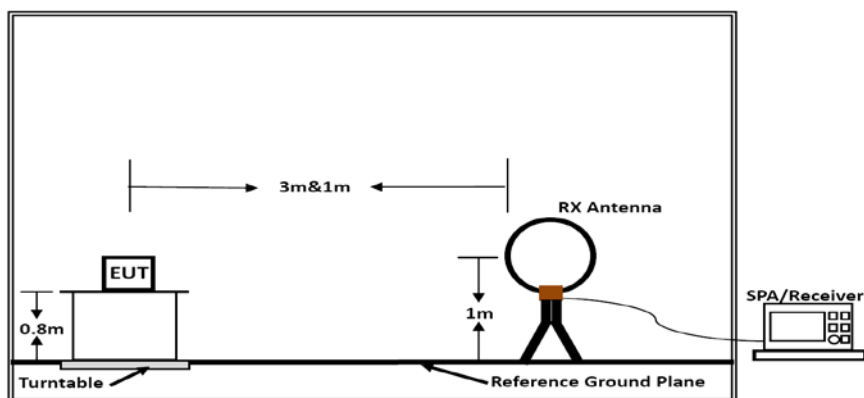 3m&1m
RX Antenna
EUT
SPA/Receiver
0.8m
1m
Turntable
Reference Ground Plane